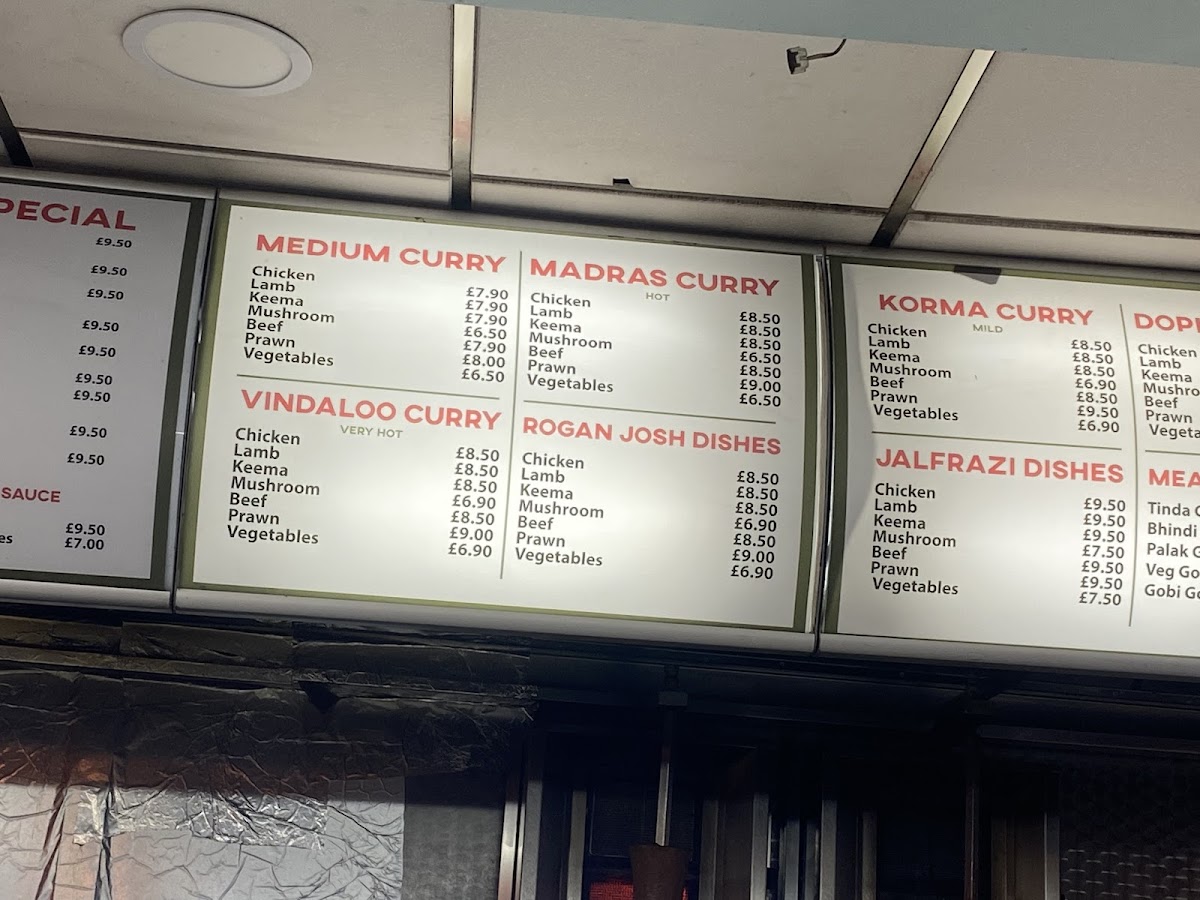 PECIAL
£9.50
£9.50
£9.50
£9.50
£9.50
£9.50
£9.50
£9.50
£9.50
SAUCE
£9.50
£7.00
MEDIUM CURRY
Chicken £7.90
Lamb £7.90
Keema £7.90
Mushroom £6.50
Beef £7.90
Prawn £8.00
Vegetables £6.50
VINDALOO CURRY
VERY HOT
Chicken £8.50
Lamb £8.50
Keema £8.50
Mushroom £6.90
Beef £8.50
Prawn £9.00
Vegetables £6.90
MADRAS CURRY
HOT
Chicken £8.50
Lamb £8.50
Keema £8.50
Mushroom £6.50
Beef £8.50
Prawn £9.00
Vegetables £6.50
ROGAN JOSH DISHES
Chicken £8.50
Lamb £8.50
Keema £8.50
Mushroom £6.90
Beef £8.50
Prawn £9.00
Vegetables £6.90
KORMA CURRY
MILD
Chicken £8.50
Lamb £8.50
Keema £8.50
Mushroom £6.90
Beef £8.50
Prawn £9.50
Vegetables £6.90
JALFRAZI DISHES
Chicken £9.50
Lamb £9.50
Keema £9.50
Mushroom £7.50
Beef £9.50
Prawn £9.50
Vegetables £7.50
Chicken
Lamb
Keema
Mushro
Beef
Prawn
Vegeta
MEA
Tinda
Bhindi
Palak
Veg Go
Gobi Go